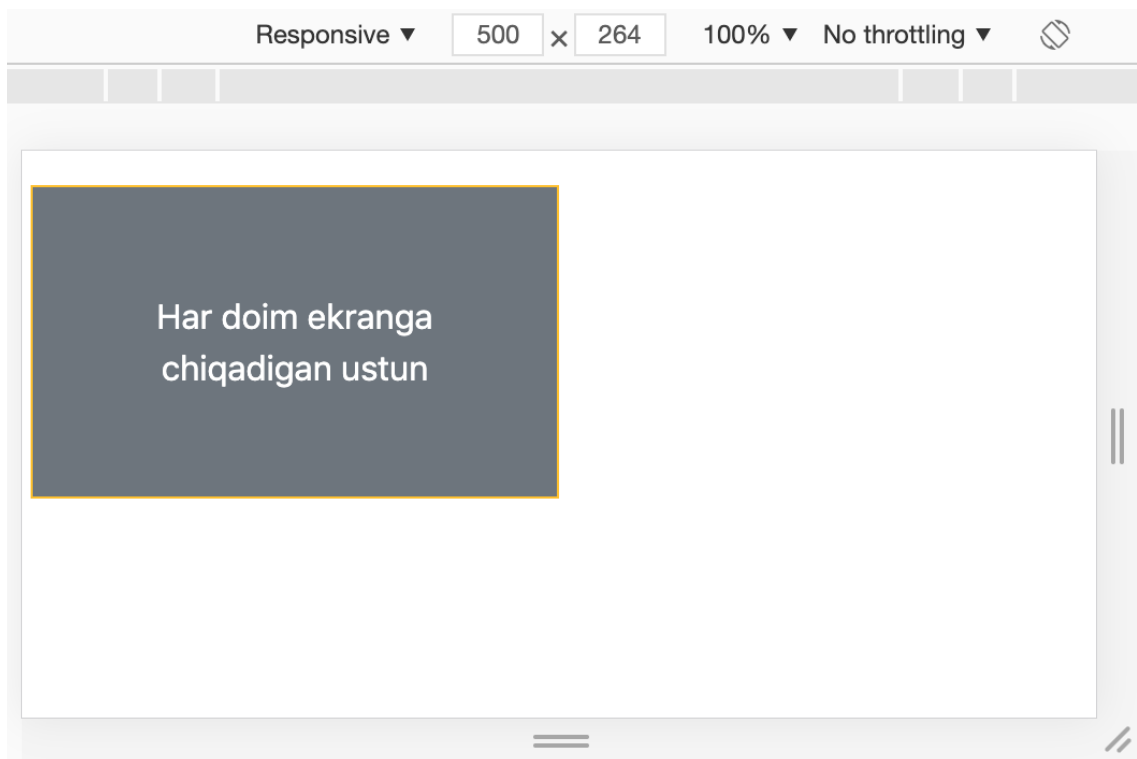 Responsive ▼ 500 × 264 100% ▼ No throttling ▼
Har doim ekranga
chiqadigan ustun